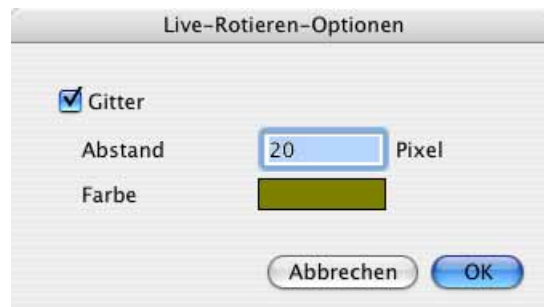 Live-Rotieren-Optionen
Gitter
Abstand 20 Pixel
Farbe
Abbrechen OK